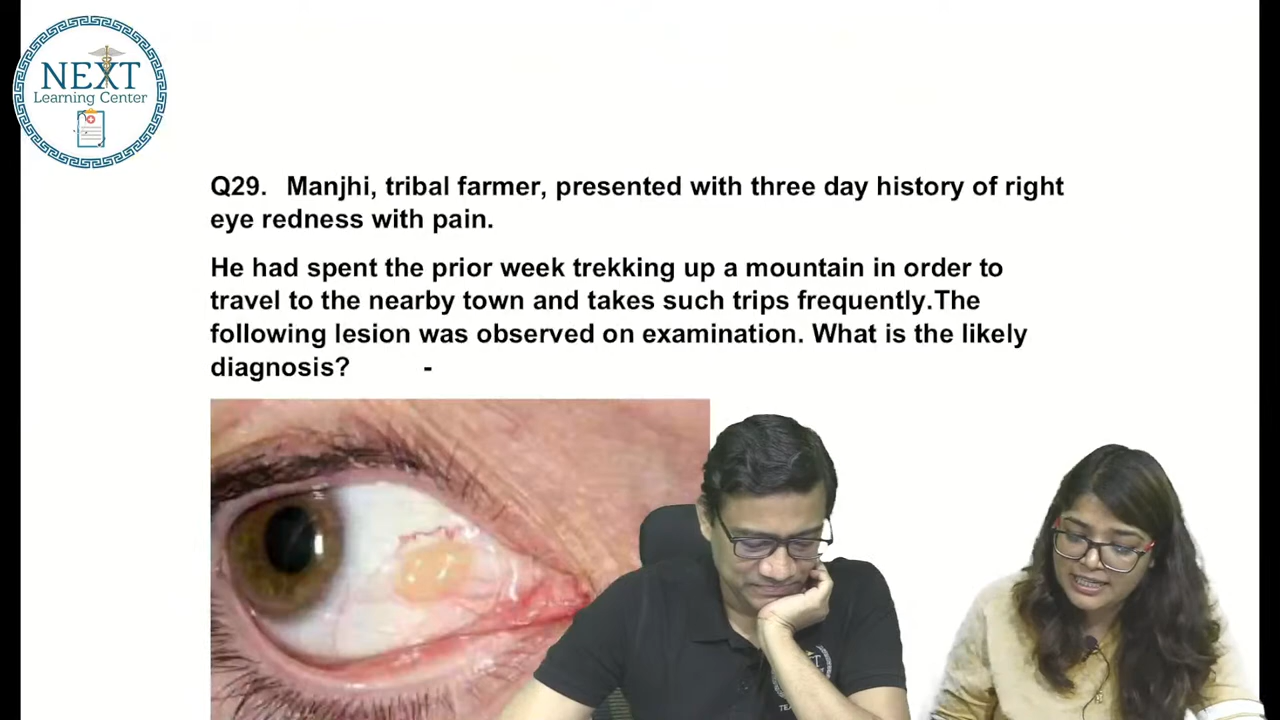 NEXT
Learning Center
Q29. Manjhi, tribal farmer, presented with three day history of right
eye redness with pain.
He had spent the prior week trekking up a mountain in order to
travel to the nearby town and takes such trips frequently.The
following lesion was observed on examination. What is the likely
diagnosis? -